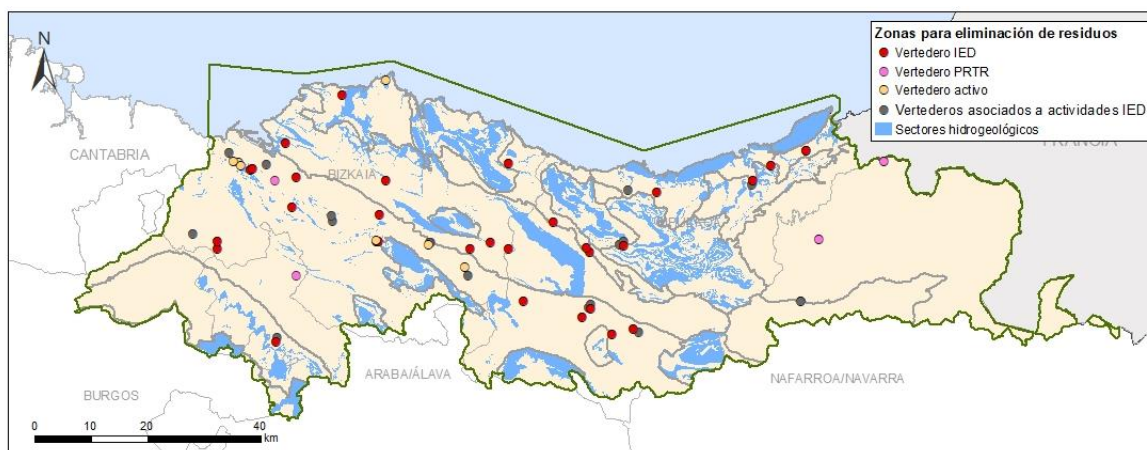 N
Zonas para eliminación de residuos
Vertedero IED
Vertedero PRTR
Vertedero activo
Vertederos asociados a actividades IED
Sectores hidrogeológicos
FRANCIA
CANTABRIA
BIZKAIA
GIPUZKOA
ARABA/ÁLAVA
NAFARROA/NAVARRA
BURGOS
0 10 20 40
km